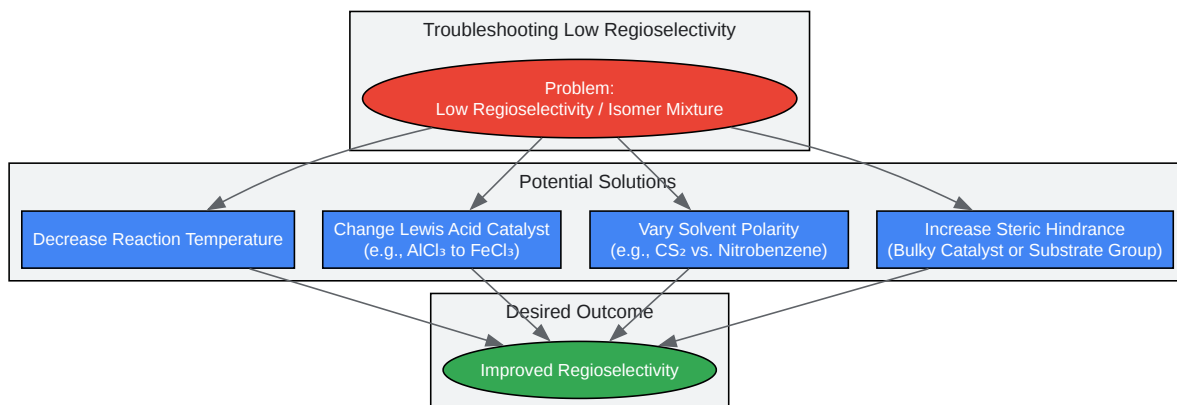 Troubleshooting Low Regioselectivity
Problem:
Low Regioselectivity / Isomer Mixture
Potential Solutions
Decrease Reaction Temperature
Change Lewis Acid Catalyst
(e.g., AlCl₃ to FeCl₃)
Vary Solvent Polarity
(e.g., CS₂ vs. Nitrobenzene)
Increase Steric Hindrance
(Bulky Catalyst or Substrate Group)
Desired Outcome
Improved Regioselectivity